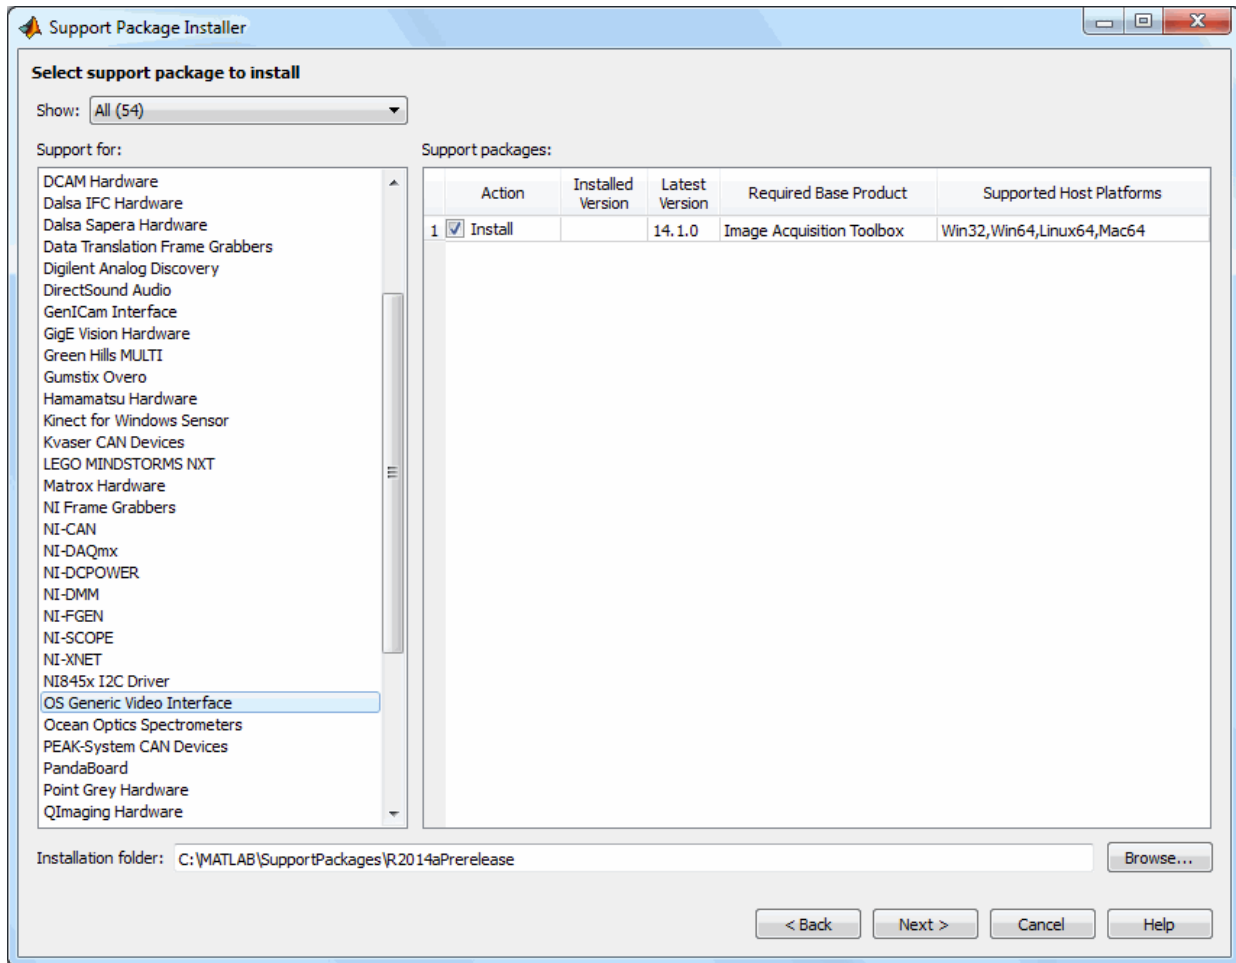 Support Package Installer
Select support package to install
Show: All (54)
Support for:
DCAM Hardware
Dalsa IFC Hardware
Dalsa Sapera Hardware
Data Translation Frame Grabbers
Digilent Analog Discovery
DirectSound Audio
GenICam Interface
GigE Vision Hardware
Green Hills MULTI
Gumstix Overo
Hamamatsu Hardware
Kinect for Windows Sensor
Kvaser CAN Devices
LEGO MINDSTORMS NXT
Matrox Hardware
NI Frame Grabbers
NI-CAN
NI-DAQmx
NI-DCPOWER
NI-DMM
NI-FGEN
NI-SCOPE
NI-XNET
NI845x I2C Driver
OS Generic Video Interface
Ocean Optics Spectrometers
PEAK-System CAN Devices
PandaBoard
Point Grey Hardware
QImaging Hardware
Support packages:
Action Installed Version Latest Version Required Base Product Supported Host Platforms
1 Install 14.1.0 Image Acquisition Toolbox Win32,Win64,Linux64,Mac64
Installation folder: C:\MATLAB\SupportPackages\R2014aPrerelease Browse...
< Back Next > Cancel Help